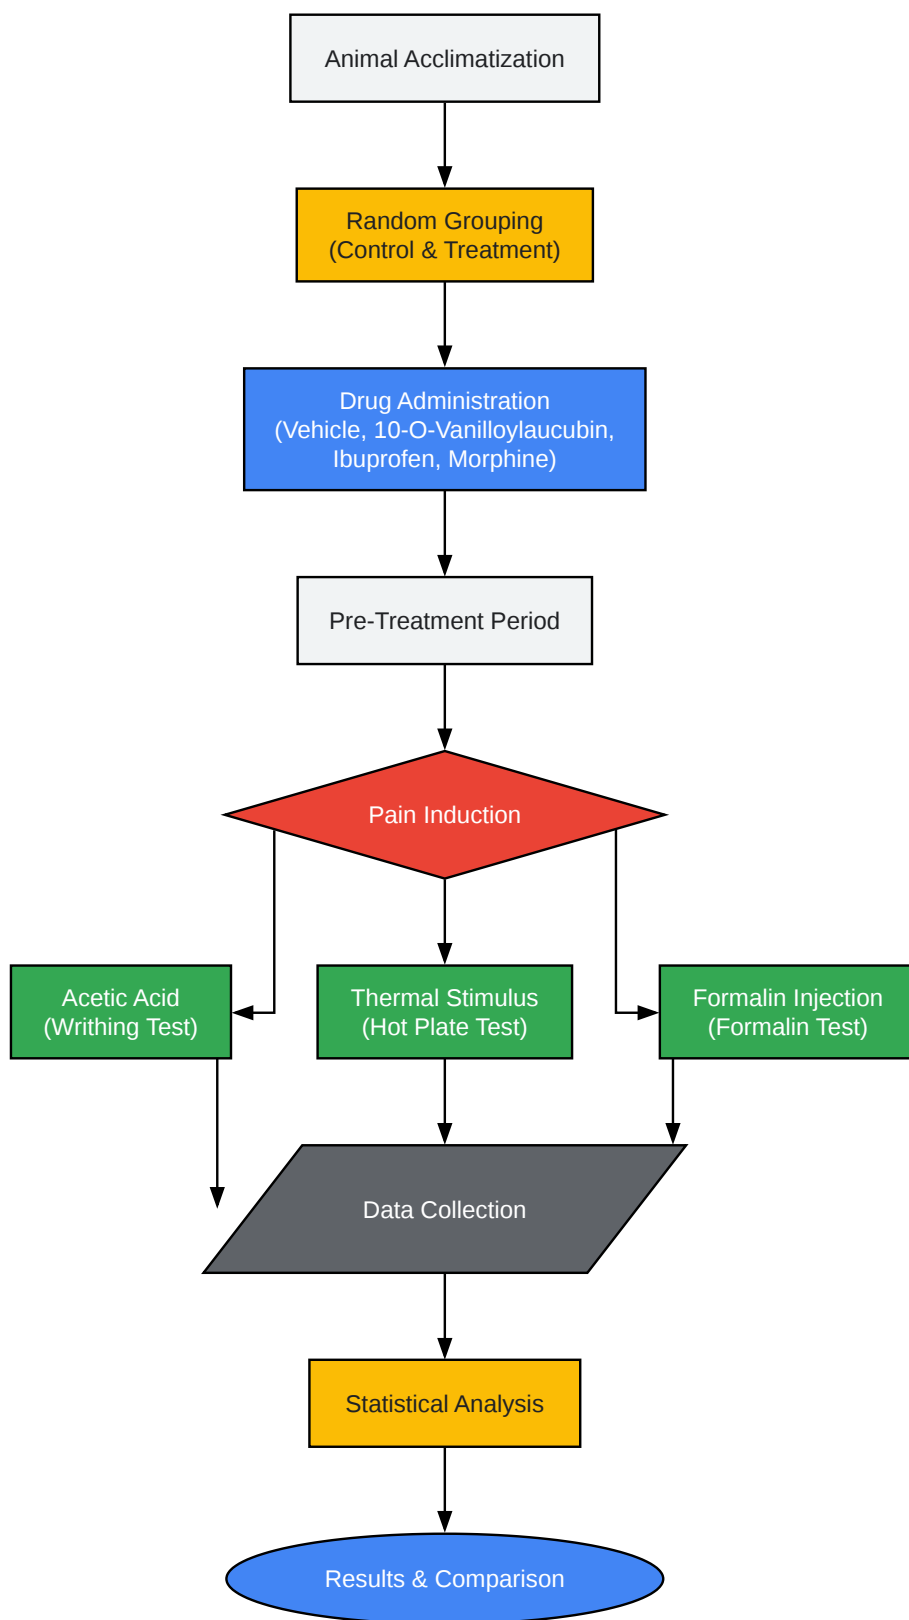 Animal Acclimatization
Random Grouping
(Control & Treatment)
Drug Administration
(Vehicle, 10-O-Vanilloylaucubin,
Ibuprofen, Morphine)
Pre-Treatment Period
Pain Induction
Acetic Acid
(Writhing Test)
Thermal Stimulus
(Hot Plate Test)
Formalin Injection
(Formalin Test)
Data Collection
Statistical Analysis
Results & Comparison